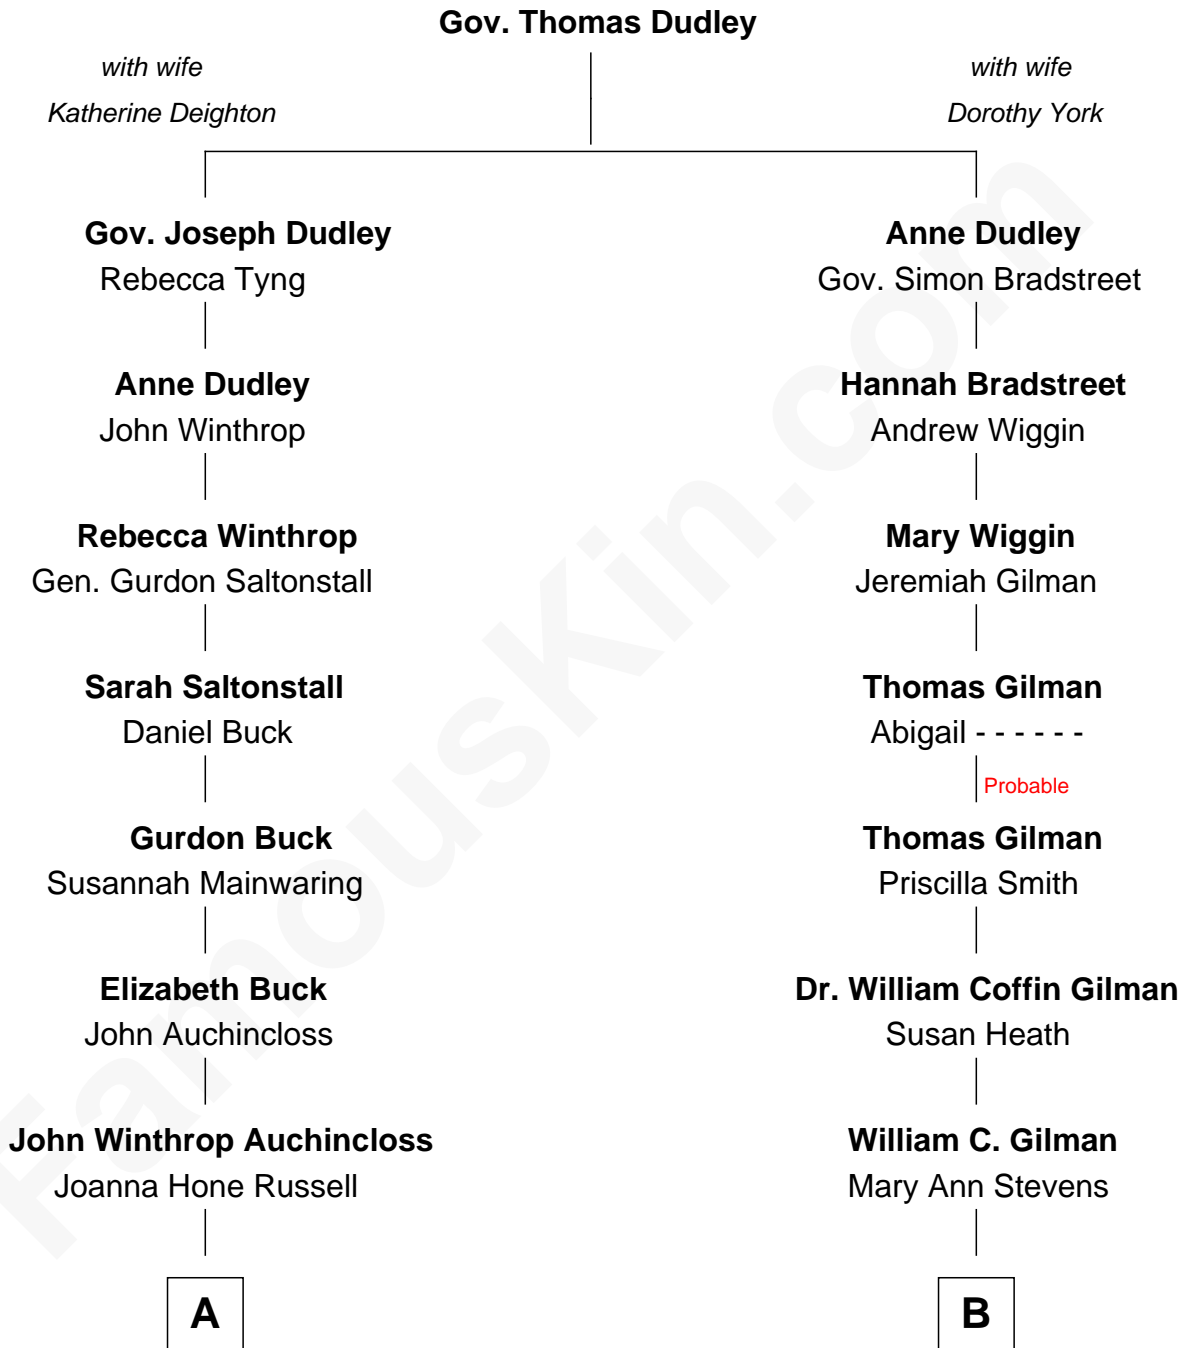 Gov. Thomas Dudley
with wife
Katherine Deighton
with wife
Dorothy York
Gov. Joseph Dudley
Rebecca Tyng
Anne Dudley
Gov. Simon Bradstreet
Anne Dudley
John Winthrop
Hannah Bradstreet
Andrew Wiggin
Rebecca Winthrop
Gen. Gurdon Saltonstall
Mary Wiggin
Jeremiah Gilman
Sarah Saltonstall
Daniel Buck
Thomas Gilman
Abigail - - - - - -
Probable
Gurdon Buck
Susannah Mainwaring
Thomas Gilman
Priscilla Smith
Elizabeth Buck
John Auchincloss
Dr. William Coffin Gilman
Susan Heath
John Winthrop Auchincloss
Joanna Hone Russell
William C. Gilman
Mary Ann Stevens
A
B
FamousKin.com